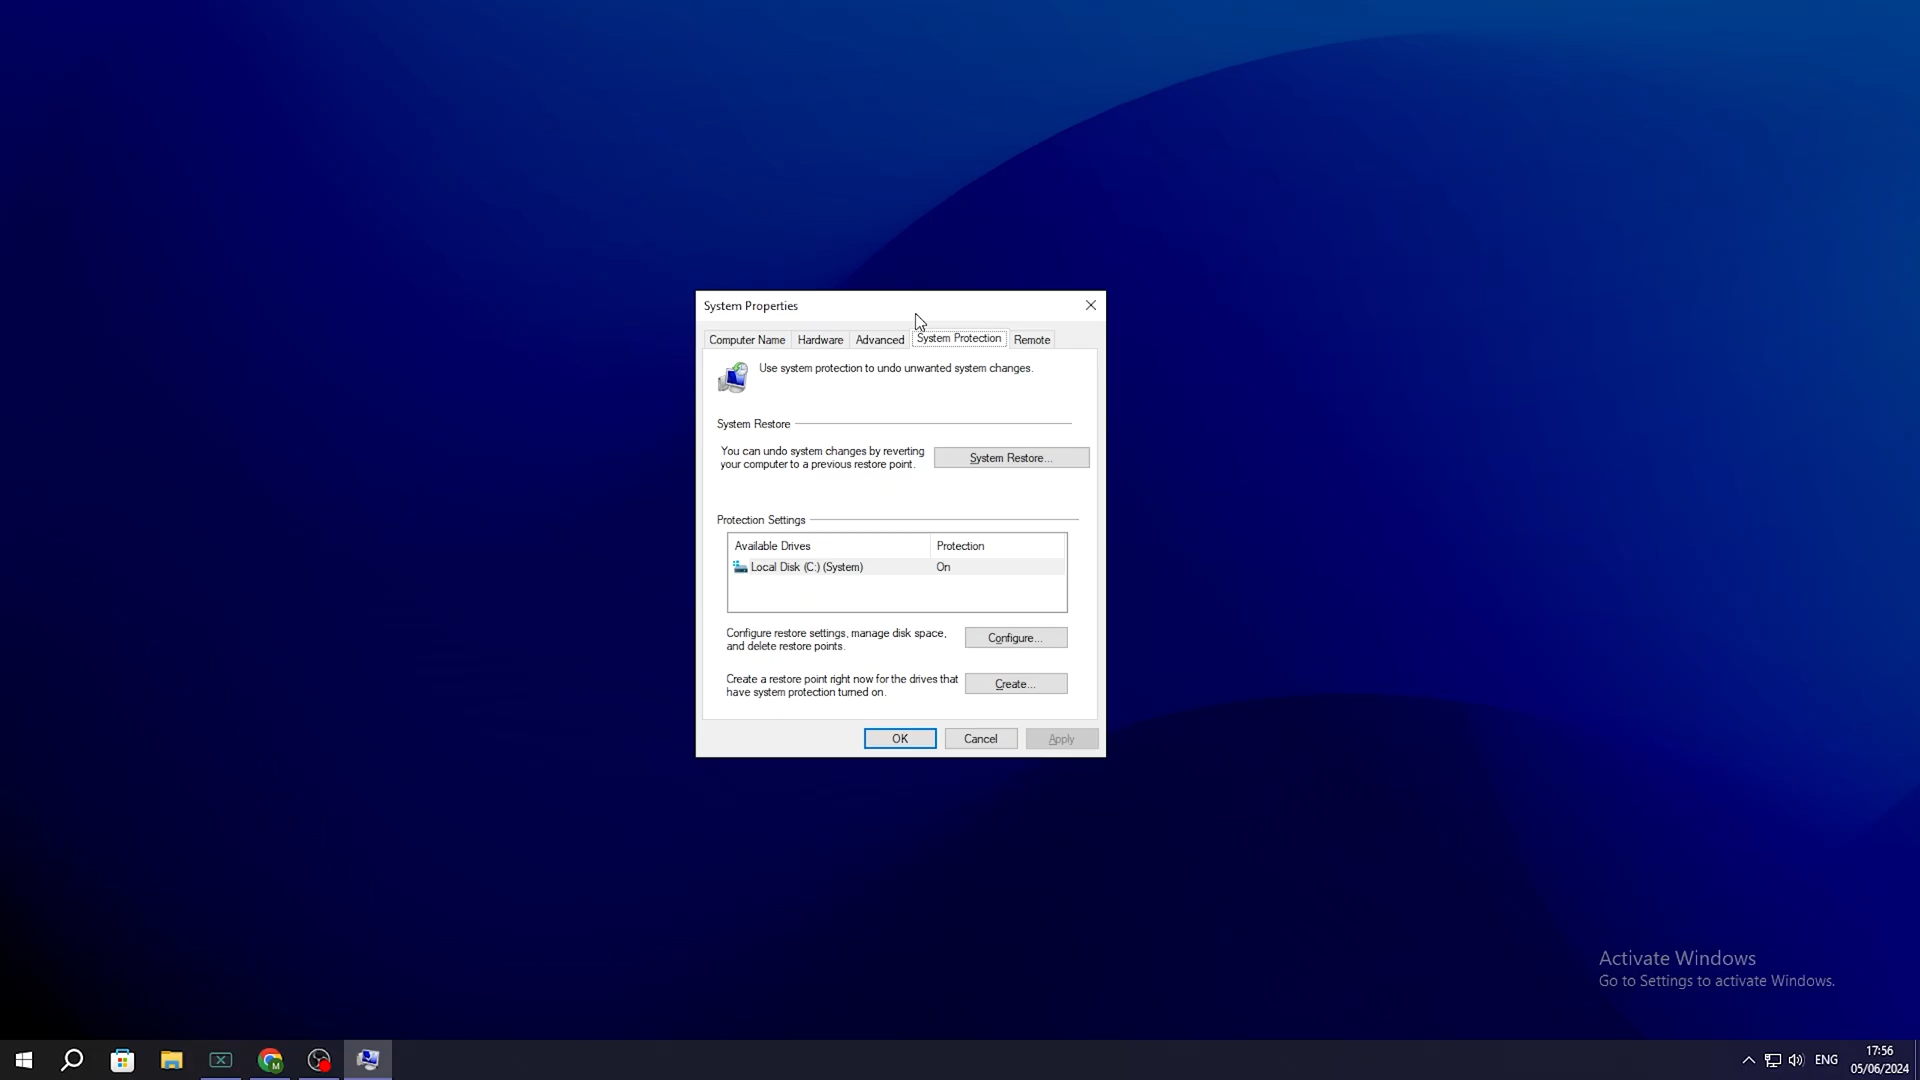 System Properties
Computer Name
Hardware
Advanced
System Protection
Remote
Use system protection to undo unwanted system changes.
System Restore
You can undo system changes by reverting
your computer to a previous restore point.
System Restore...
Protection Settings
Available Drives
Protection
Local Disk (C:) (System)
On
Configure restore settings, manage disk space,
and delete restore points.
Configure...
Create a restore point right now for the drives that
have system protection turned on.
Create...
OK
Cancel
Apply
Activate Windows
Go to Settings to activate Windows.
M
ENG
17:56
05/06/2024